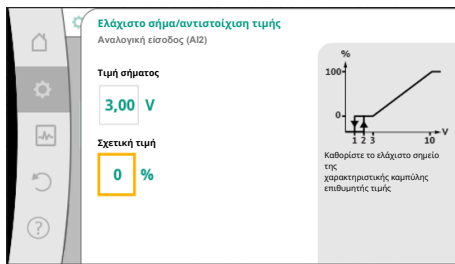 Ελάχιστο σήμα/αντιστοίχιση τιμής
Αναλογική είσοδος (AI2)
Τιμή σήματος
3,00 V
Σχετική τιμή
0 %
%
100
0
1 2 3 10 V
Καθορίστε το ελάχιστο σημείο
της
χαρακτηριστικής καμπύλης
επιθυμητής τιμής
?